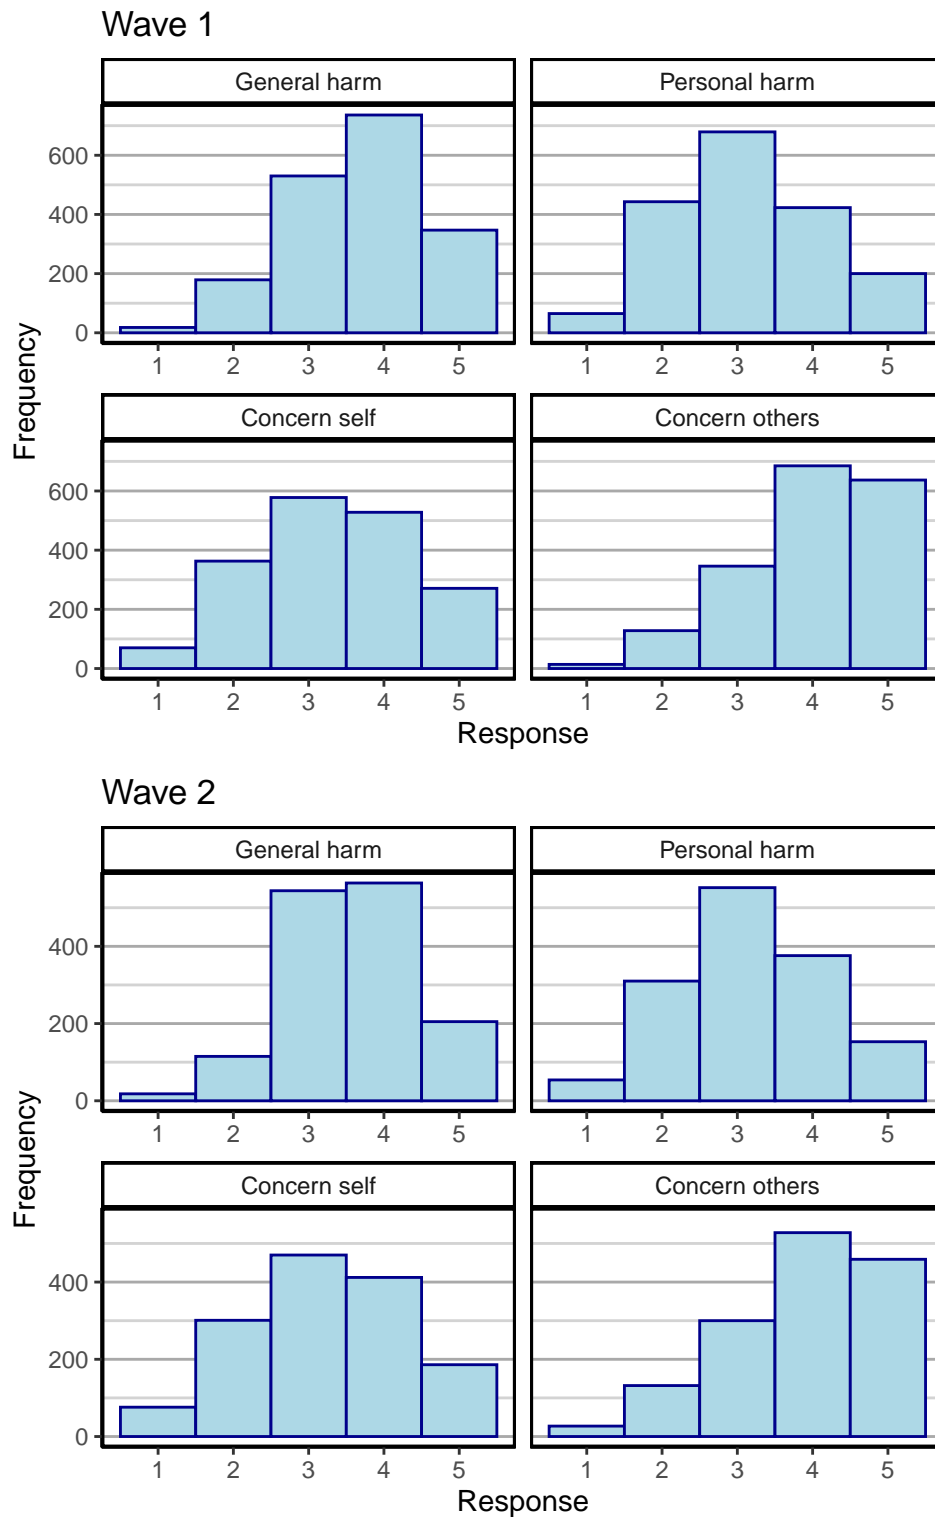 Wave 1
General harm Personal harm
600
400
200
0
1 2 3 4 5 1 2 3 4 5
Concern self Concern others
600
400
200
0
1 2 3 4 5 1 2 3 4 5
Frequency
Response
Wave 2
General harm Personal harm
400
200
0
1 2 3 4 5 1 2 3 4 5
Concern self Concern others
400
200
0
1 2 3 4 5 1 2 3 4 5
Frequency
Response